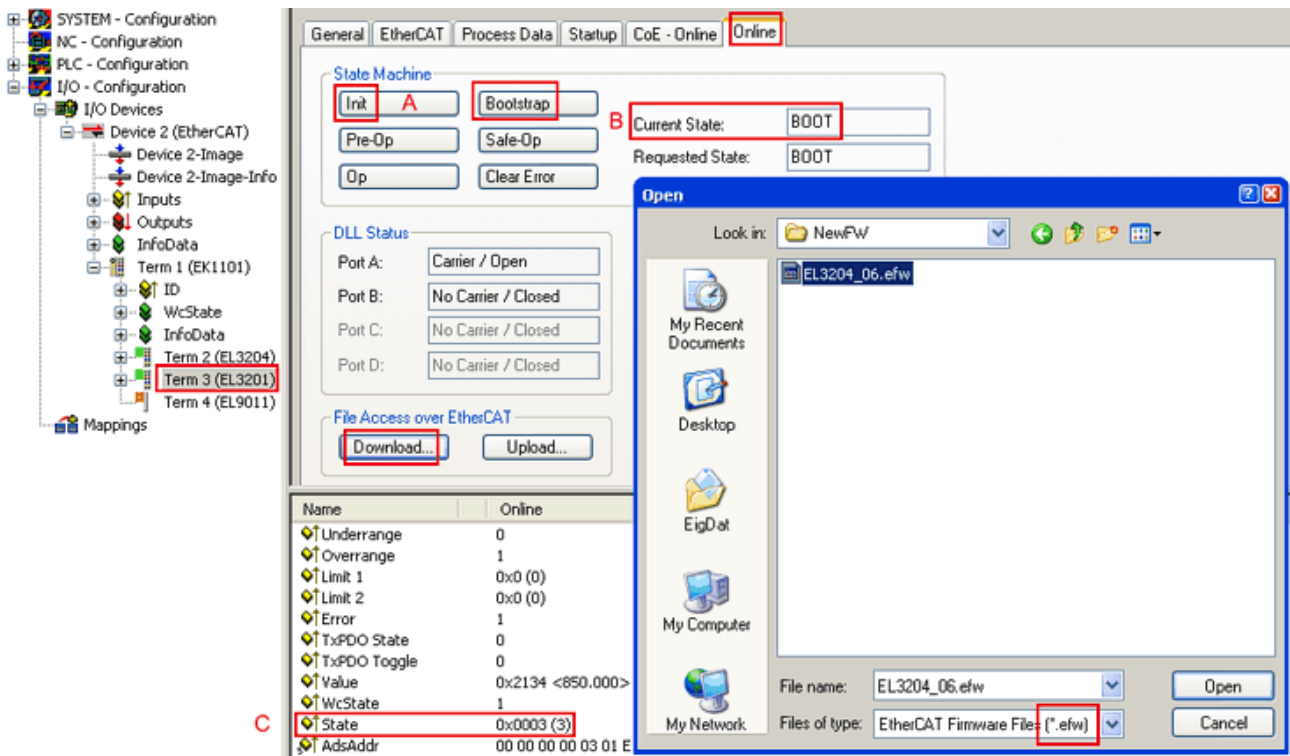 SYSTEM - Configuration
NC - Configuration
PLC - Configuration
I/O - Configuration
I/O Devices
Device 2 (EtherCAT)
Device 2-Image
Device 2-Image-Info
Inputs
Outputs
InfoData
Term 1 (EK1101)
ID
WcState
InfoData
Term 2 (EL3204)
Term 3 (EL3201)
Term 4 (EL9011)
Mappings
General EtherCAT Process Data Startup CoE - Online Online
State Machine
Init A Bootstrap
Pre-Op Safe-Op
Op Clear Error
B Current State: BOOT
Requested State: BOOT
DLL Status
Port A: Carrier / Open
Port B: No Carrier / Closed
Port C: No Carrier / Closed
Port D: No Carrier / Closed
File Access over EtherCAT
Download... Upload...
Name Online
Underrange 0
Overrange 1
Limit 1 0x0 (0)
Limit 2 0x0 (0)
Error 1
TxPDO State 0
TxPDO Toggle 0
Value 0x2134 <850.000>
WcState 1
C State 0x0003 (3)
AdsAddr 00 00 00 00 03 01 E
Open
Look in: NewFW
EL3204_06.efw
My Recent
Documents
Desktop
EigDat
My Computer
My Network
File name: EL3204_06.efw Open
Files of type: EtherCAT Firmware Files (*.efw) Cancel